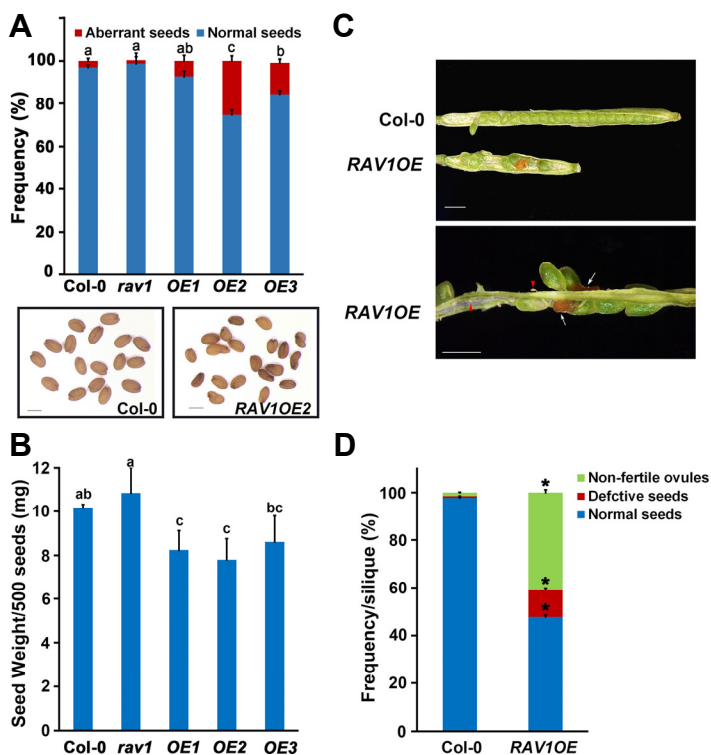 A
Aberrant seeds Normal seeds
a a ab c b
Frequency (%)
100
80
60
40
20
0
Col-0 rav1 OE1 OE2 OE3
Col-0
RAV1OE2
B
Seed Weight/500 seeds (mg)
12
10
8
6
4
2
0
ab a c c bc
Col-0 rav1 OE1 OE2 OE3
C
Col-0
RAV1OE
RAV1OE
D
Non-fertile ovules
Defctive seeds
Normal seeds
Frequency/silique (%)
100
80
60
40
20
0
*
*
*
Col-0 RAV1OE